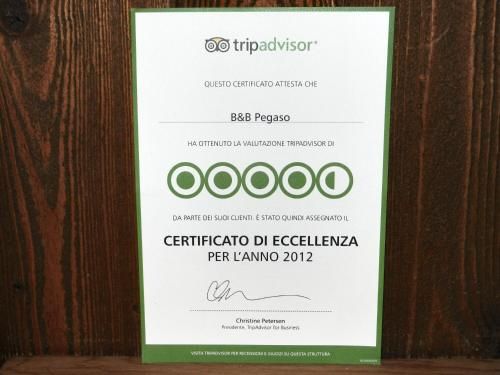 tripadvisor®
QUESTO CERTIFICATO ATTESTA CHE
B&B Pegaso
HA OTTENUTO LA VALUTAZIONE TRIPADVISOR DI
DA PARTE DEI SUOI CLIENTI. È STATO QUINDI ASSEGNATO IL
CERTIFICATO DI ECCELLENZA
PER L'ANNO 2012
Christine Petersen
Presidente, TripAdvisor for Business
VISITA TRIPADVISOR PER RECENSIONI E GIUDIZI SU QUESTA STRUTTURA